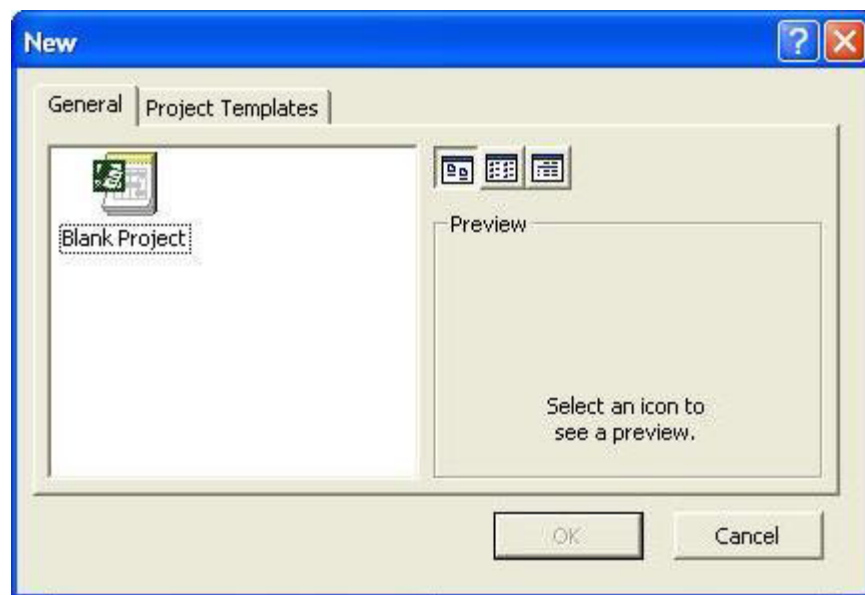 New
?
General
Project Templates
Blank Project
Preview
Select an icon to
see a preview.
OK
Cancel